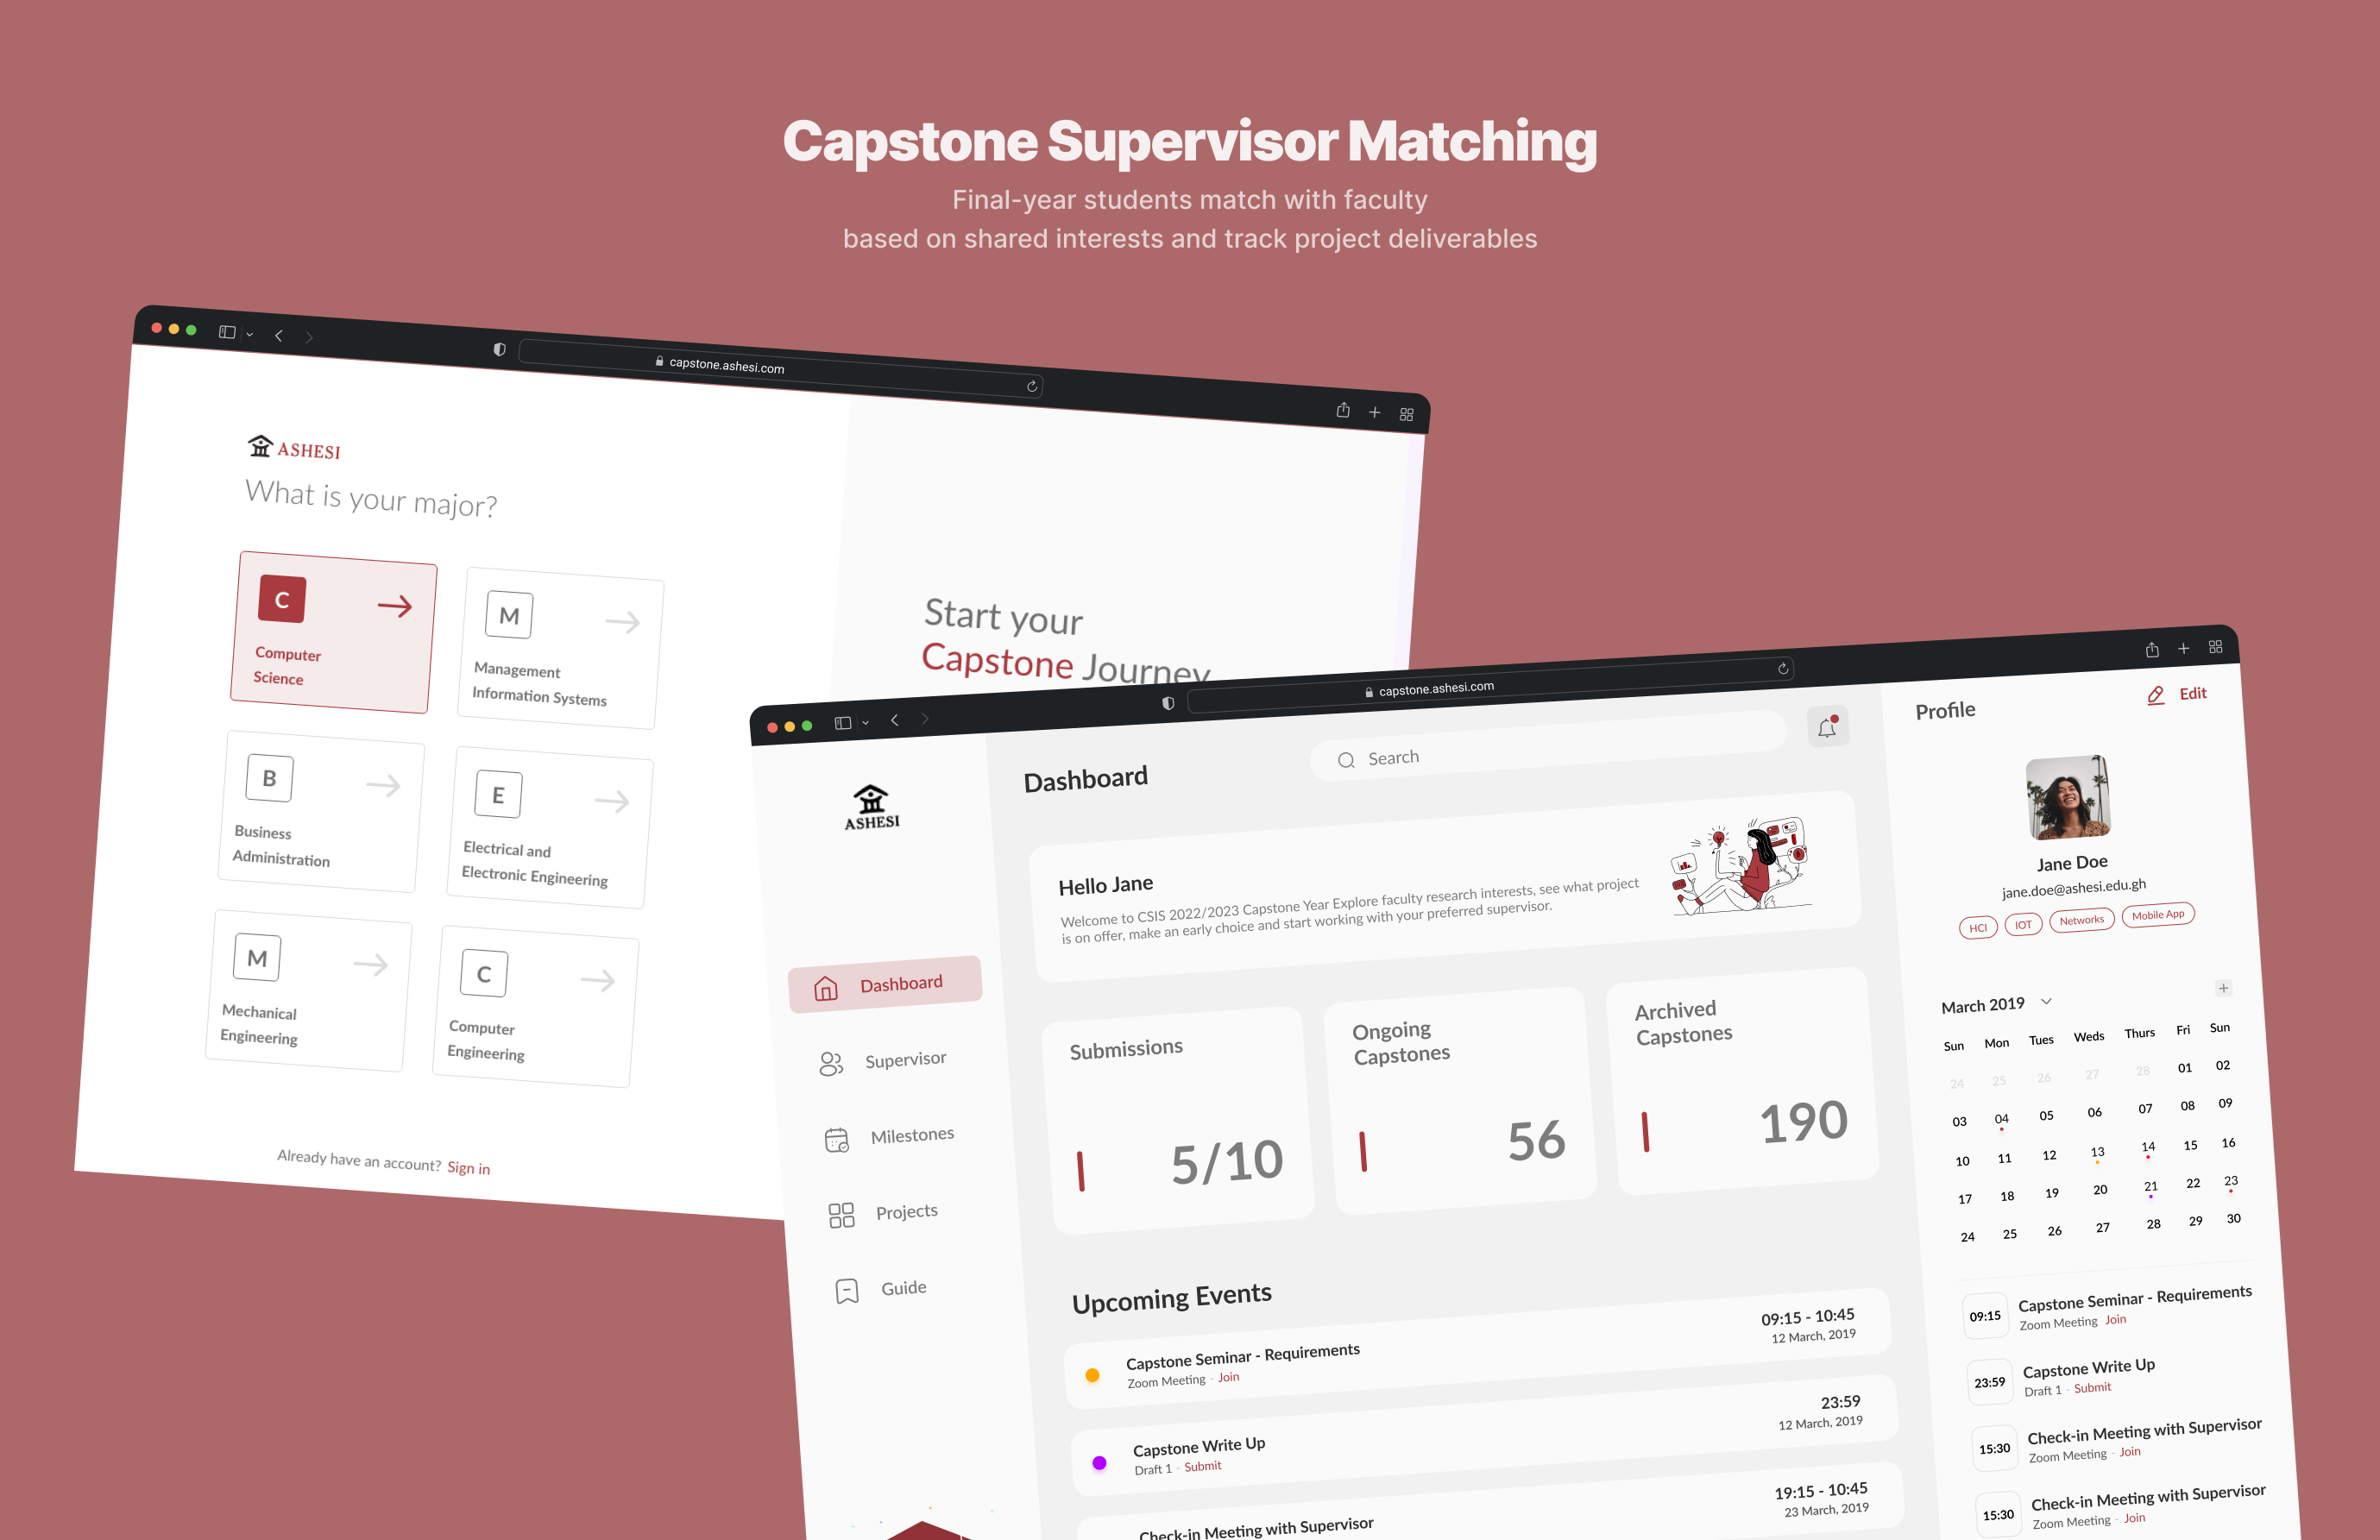 Capstone Supervisor Matching
Final-year students match with faculty
based on shared interests and track project deliverables
capstone.ashesi.com
ASHESI
What is your major?
C
Computer
Science
M
Management
Information Systems
B
Business
Administration
E
Electrical and
Electronic Engineering
M
Mechanical
Engineering
C
Computer
Engineering
Already have an account? Sign in
Start your
Capstone Journey
capstone.ashesi.com
ASHESI
Dashboard
Supervisor
Milestones
Projects
Guide
Dashboard
Search
Hello Jane
Welcome to CSIS 2022/2023 Capstone Year Explore faculty research interests, see what project
is on offer, make an early choice and start working with your preferred supervisor.
Submissions
5/10
Ongoing
Capstones
56
Archived
Capstones
190
Upcoming Events
Capstone Seminar - Requirements
Zoom Meeting - Join
09:15 - 10:45
12 March, 2019
Capstone Write Up
Draft 1 - Submit
23:59
12 March, 2019
Check-in Meeting with Supervisor
19:15 - 10:45
23 March, 2019
Profile
Edit
Jane Doe
jane.doe@ashesi.edu.gh
HCI IOT Networks Mobile App
March 2019
Sun Mon Tues Weds Thurs Fri Sun
24 25 26 27 28 01 02
03 04 05 06 07 08 09
10 11 12 13 14 15 16
17 18 19 20 21 22 23
24 25 26 27 28 29 30
09:15
Capstone Seminar - Requirements
Zoom Meeting Join
23:59
Capstone Write Up
Draft 1 - Submit
15:30
Check-in Meeting with Supervisor
Zoom Meeting - Join
15:30
Check-in Meeting with Supervisor
Zoom Meeting - Join